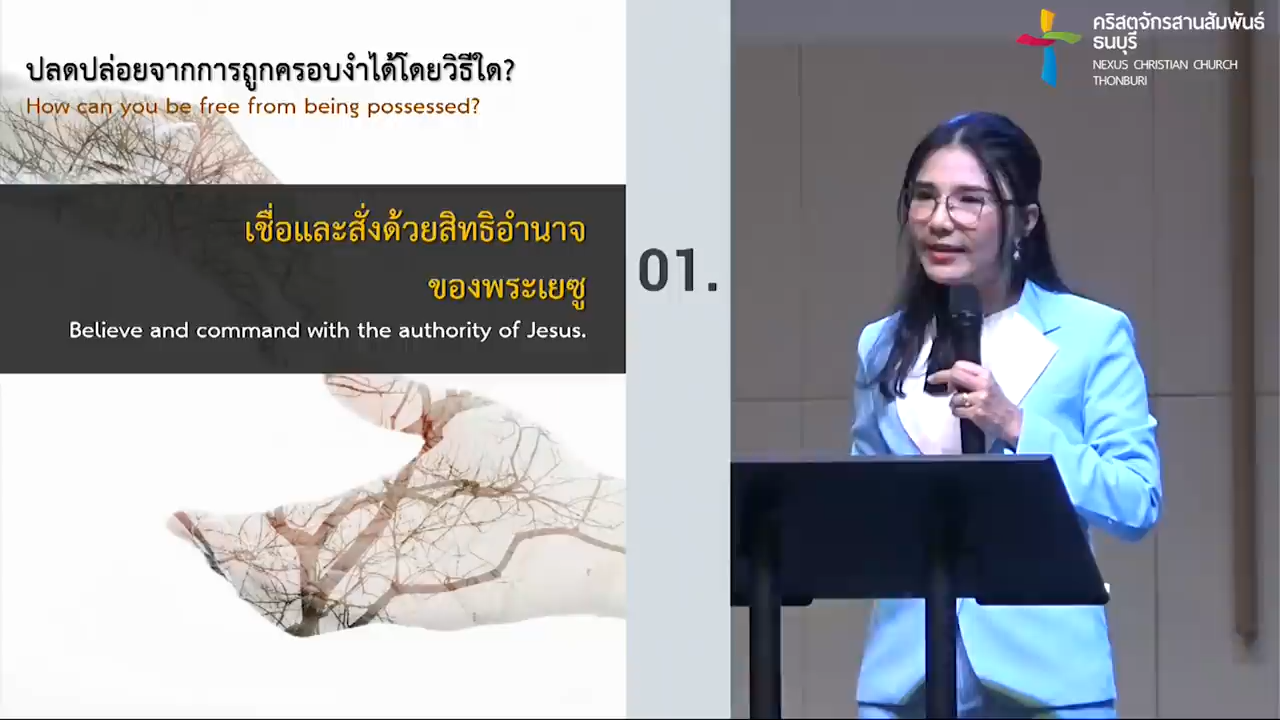 ปลดปล่อยจากการถูกครอบงำได้โดยวิธีใด?
How can you be free from being possessed?
เชื่อและสั่งด้วยสิทธิอำนาจ
ของพระเยซู
Believe and command with the authority of Jesus.
01.
คริสตจักรสานสัมพันธ์
ธนบุรี
NEXUS CHRISTIAN CHURCH
THONBURI